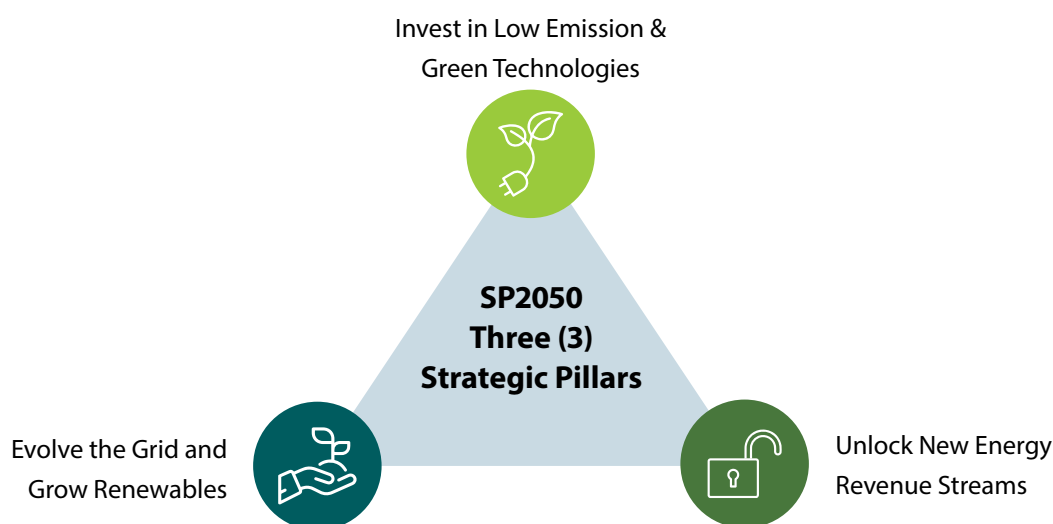 Invest in Low Emission &
Green Technologies
SP2050
Three (3)
Strategic Pillars
Evolve the Grid and
Grow Renewables
Unlock New Energy
Revenue Streams